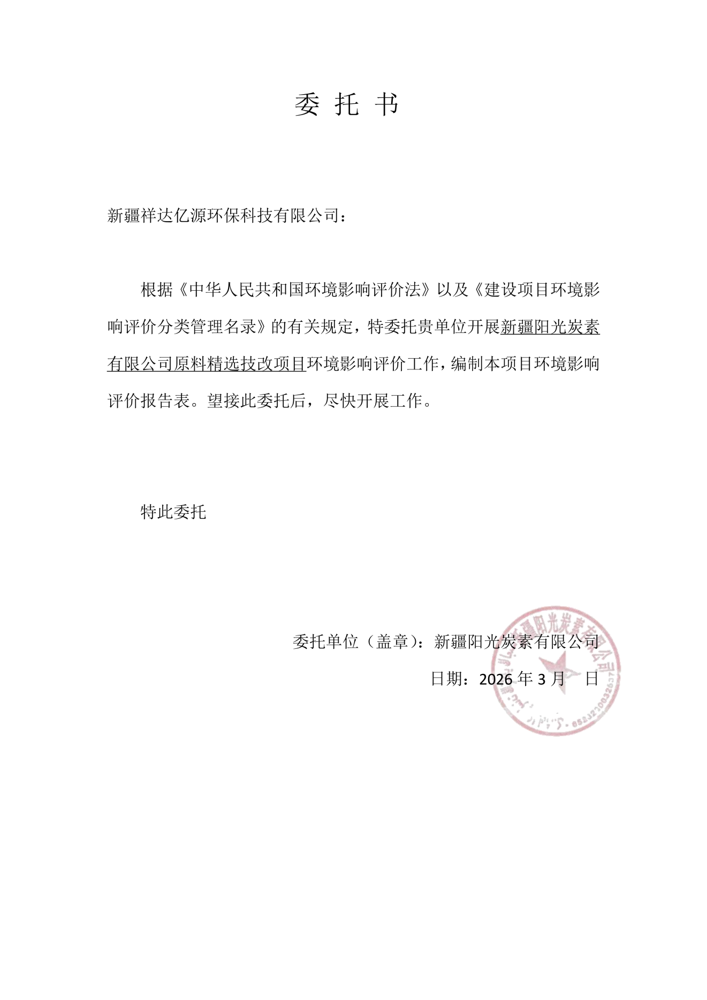 委 托 书
新疆祥达亿源环保科技有限公司：
根据《中华人民共和国环境影响评价法》以及《建设项目环境影
响评价分类管理名录》的有关规定，特委托贵单位开展新疆阳光炭素
有限公司原料精选技改项目环境影响评价工作，编制本项目环境影响
评价报告表。望接此委托后，尽快开展工作。
特此委托
委托单位（盖章）：新疆阳光炭素有限公司
日期：2026 年 3 月 日
新疆阳光炭素有限公司